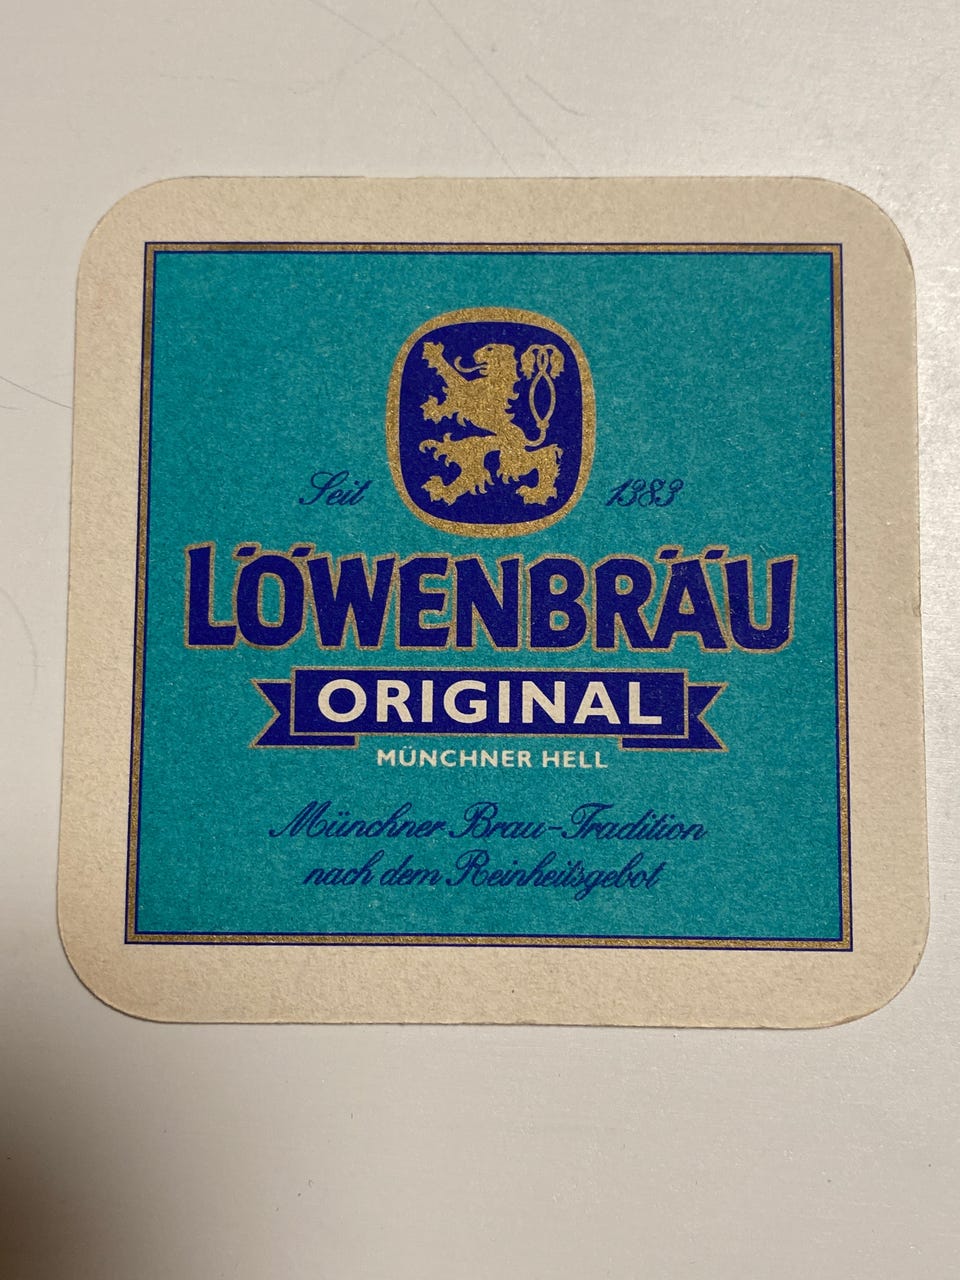 Seit 1383
LÖWENBRÄU
ORIGINAL
MÜNCHNER HELL
Münchner Brau-Tradition
nach dem Reinheitsgebot